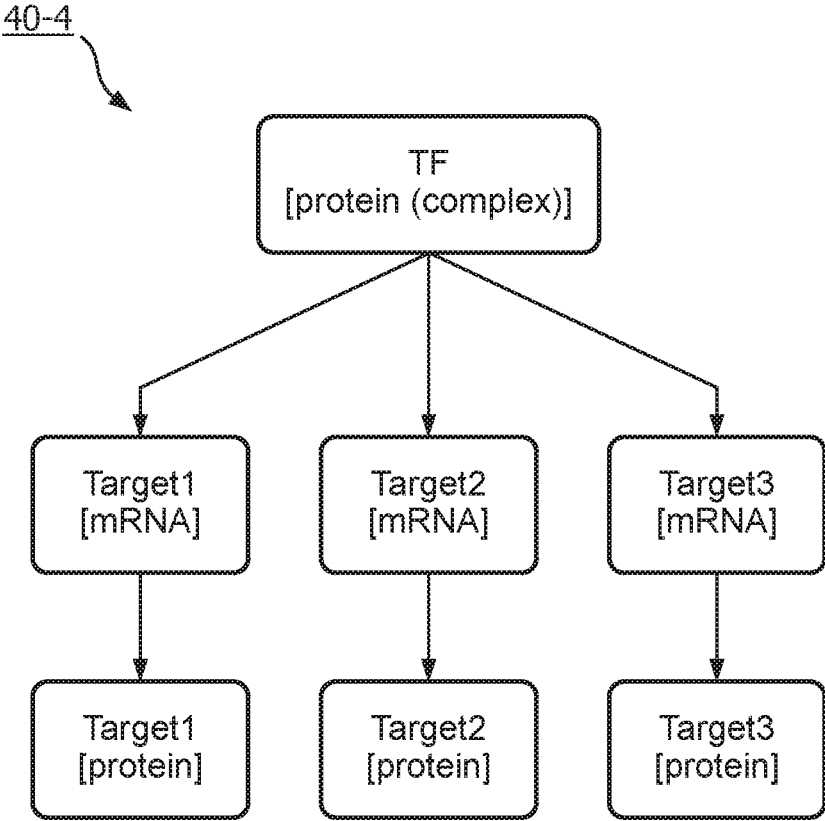 40-4
TF
[protein (complex)]
Target1
[mRNA]
Target2
[mRNA]
Target3
[mRNA]
Target1
[protein]
Target2
[protein]
Target3
[protein]